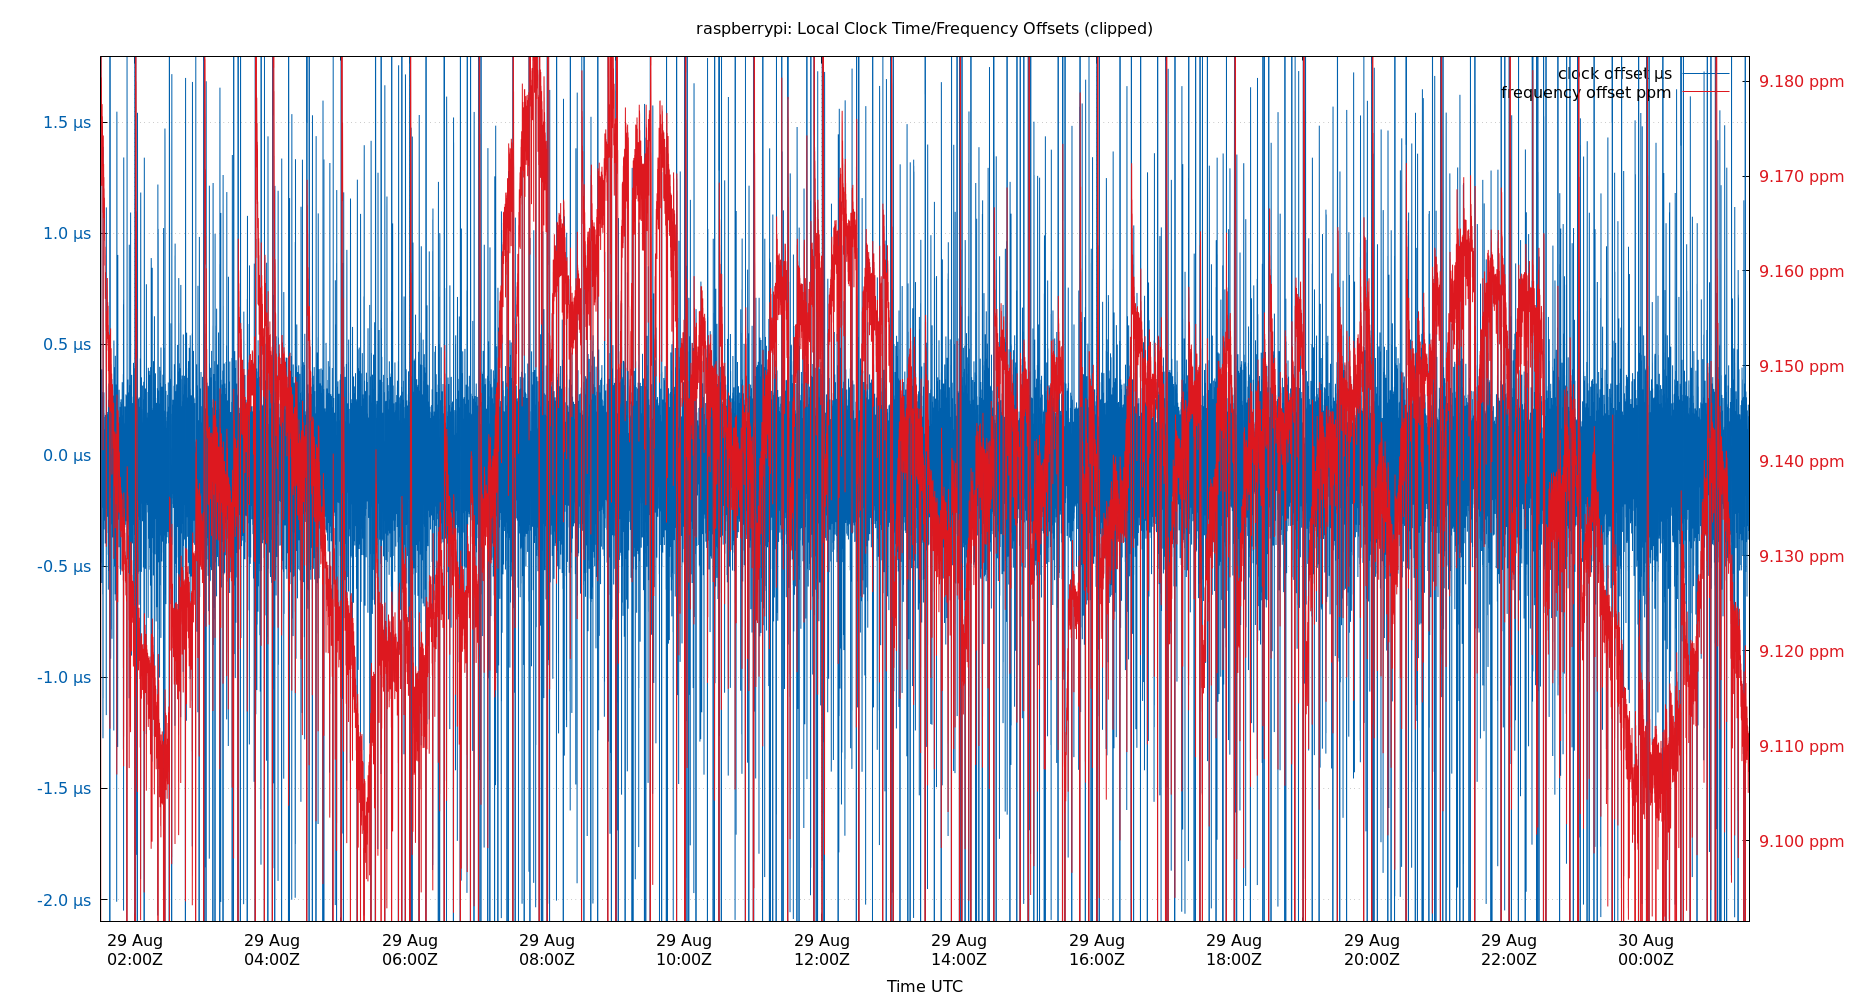 raspberrypi: Local Clock Time/Frequency Offsets (clipped)
clock offset µs
frequency offset ppm
1.5 µs
1.0 µs
0.5 µs
0.0 µs
-0.5 µs
-1.0 µs
-1.5 µs
-2.0 µs
9.180 ppm
9.170 ppm
9.160 ppm
9.150 ppm
9.140 ppm
9.130 ppm
9.120 ppm
9.110 ppm
9.100 ppm
29 Aug 29 Aug 29 Aug 29 Aug 29 Aug 29 Aug 29 Aug 29 Aug 29 Aug 29 Aug 29 Aug 30 Aug
02:00Z 04:00Z 06:00Z 08:00Z 10:00Z 12:00Z 14:00Z 16:00Z 18:00Z 20:00Z 22:00Z 00:00Z
Time UTC